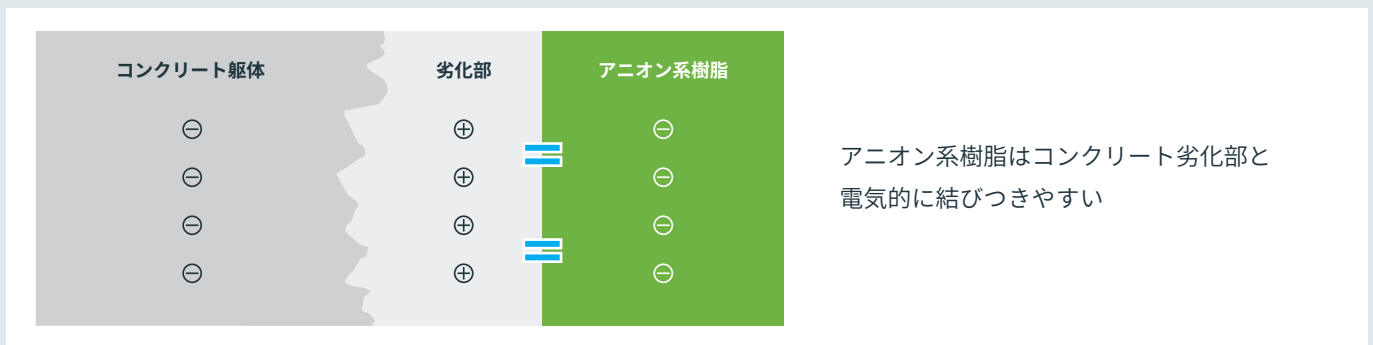 コンクリート躯体
劣化部
アニオン系樹脂
⊖ ⊕ ⊖
⊖ ⊕ ⊖
⊖ ⊕ ⊖
⊖ ⊕ ⊖
アニオン系樹脂はコンクリート劣化部と
電気的に結びつきやすい